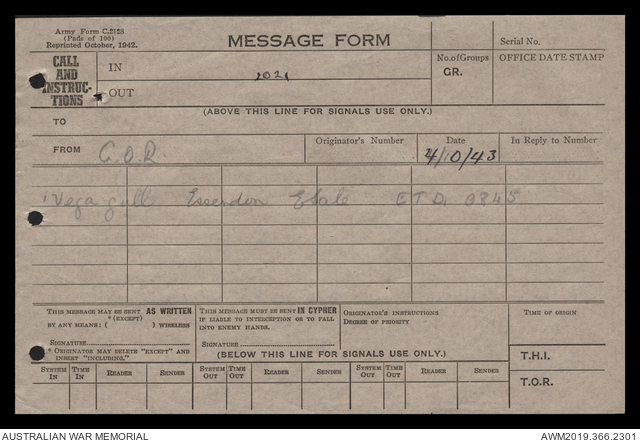 Army Form C.2128
(Pads of 100)
Reprinted October, 1942.
MESSAGE FORM
Serial No.
CALL AND INSTRUC-TIONS
IN
2021
OUT
No. of Groups
GR.
OFFICE DATE STAMP
(ABOVE THIS LINE FOR SIGNALS USE ONLY.)
TO
FROM C.O.R.
Originator's Number
Date
4/10/43
In Reply to Number
Vega gull Essendon E Sale ETD. 0845
THIS MESSAGE MAY BE SENT AS WRITTEN
*(EXCEPT)
BY ANY MEANS: ( ) WIRELESS
SIGNATURE
* ORIGINATOR MAY DELETE "EXCEPT" AND INSERT "INCLUDING."
THIS MESSAGE MUST BE SENT IN CYPHER
IF LIABLE TO INTERCEPTION OR TO FALL
INTO ENEMY HANDS.
SIGNATURE
ORIGINATOR'S INSTRUCTIONS
DEGREE OF PRIORITY
TIME OF ORIGIN
(BELOW THIS LINE FOR SIGNALS USE ONLY.)
T.H.I.
SYSTEM IN TIME IN READER SENDER SYSTEM OUT TIME OUT READER SENDER SYSTEM OUT TIME OUT READER SENDER
T.O.R.
AUSTRALIAN WAR MEMORIAL
AWM2019.366.2301